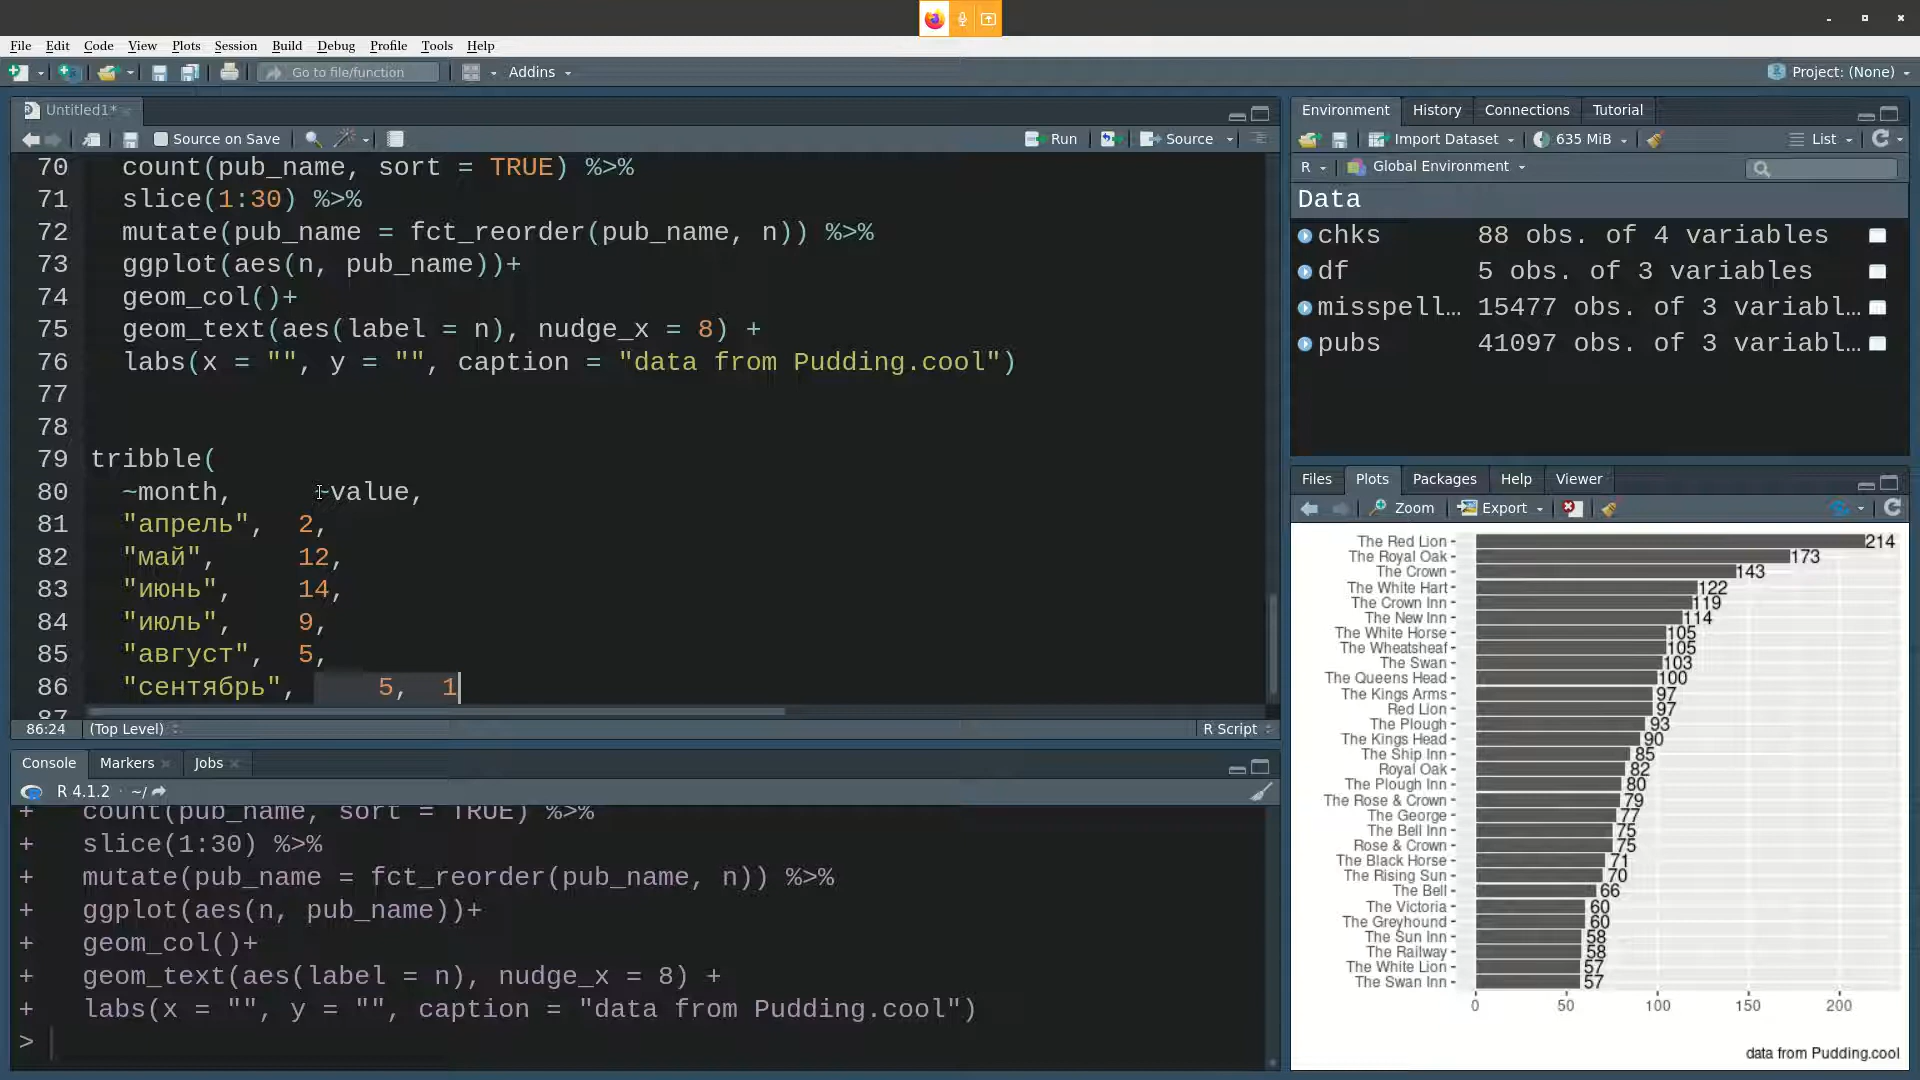 File Edit Code View Plots Session Build Debug Profile Tools Help
Go to file/function Addins Project: (None)
Untitled1*
Source on Save Run Source
70 count(pub_name, sort = TRUE) %>%
71 slice(1:30) %>%
72 mutate(pub_name = fct_reorder(pub_name, n)) %>%
73 ggplot(aes(n, pub_name))+
74 geom_col()+
75 geom_text(aes(label = n), nudge_x = 8) +
76 labs(x = "", y = "", caption = "data from Pudding.cool")
77
78
79 tribble(
80 ~month, ~value,
81 "апрель", 2,
82 "май", 12,
83 "июнь", 14,
84 "июль", 9,
85 "август", 5,
86 "сентябрь", 5, 1
87
86:24 (Top Level) R Script
Console Markers Jobs
R 4.1.2 · ~/
+ count(pub_name, sort = TRUE) %>%
+ slice(1:30) %>%
+ mutate(pub_name = fct_reorder(pub_name, n)) %>%
+ ggplot(aes(n, pub_name))+
+ geom_col()+
+ geom_text(aes(label = n), nudge_x = 8) +
+ labs(x = "", y = "", caption = "data from Pudding.cool")
>
Environment History Connections Tutorial
Import Dataset 635 MiB List
R Global Environment
Data
chks 88 obs. of 4 variables
df 5 obs. of 3 variables
misspell… 15477 obs. of 3 variabl…
pubs 41097 obs. of 3 variabl…
Files Plots Packages Help Viewer
Zoom Export
The Red Lion 214
The Royal Oak 173
The Crown 143
The White Hart 122
The Crown Inn 119
The New Inn 114
The White Horse 105
The Wheatsheaf 105
The Swan 103
The Queens Head 100
The Kings Arms 97
Red Lion 97
The Plough 93
The Kings Head 90
The Ship Inn 85
Royal Oak 82
The Plough Inn 80
The Rose & Crown 79
The George 77
The Bell Inn 75
Rose & Crown 75
The Black Horse 71
The Rising Sun 70
The Bell 66
The Victoria 60
The Greyhound 60
The Sun Inn 58
The Railway 58
The White Lion 57
The Swan Inn 57
0 50 100 150 200
data from Pudding.cool